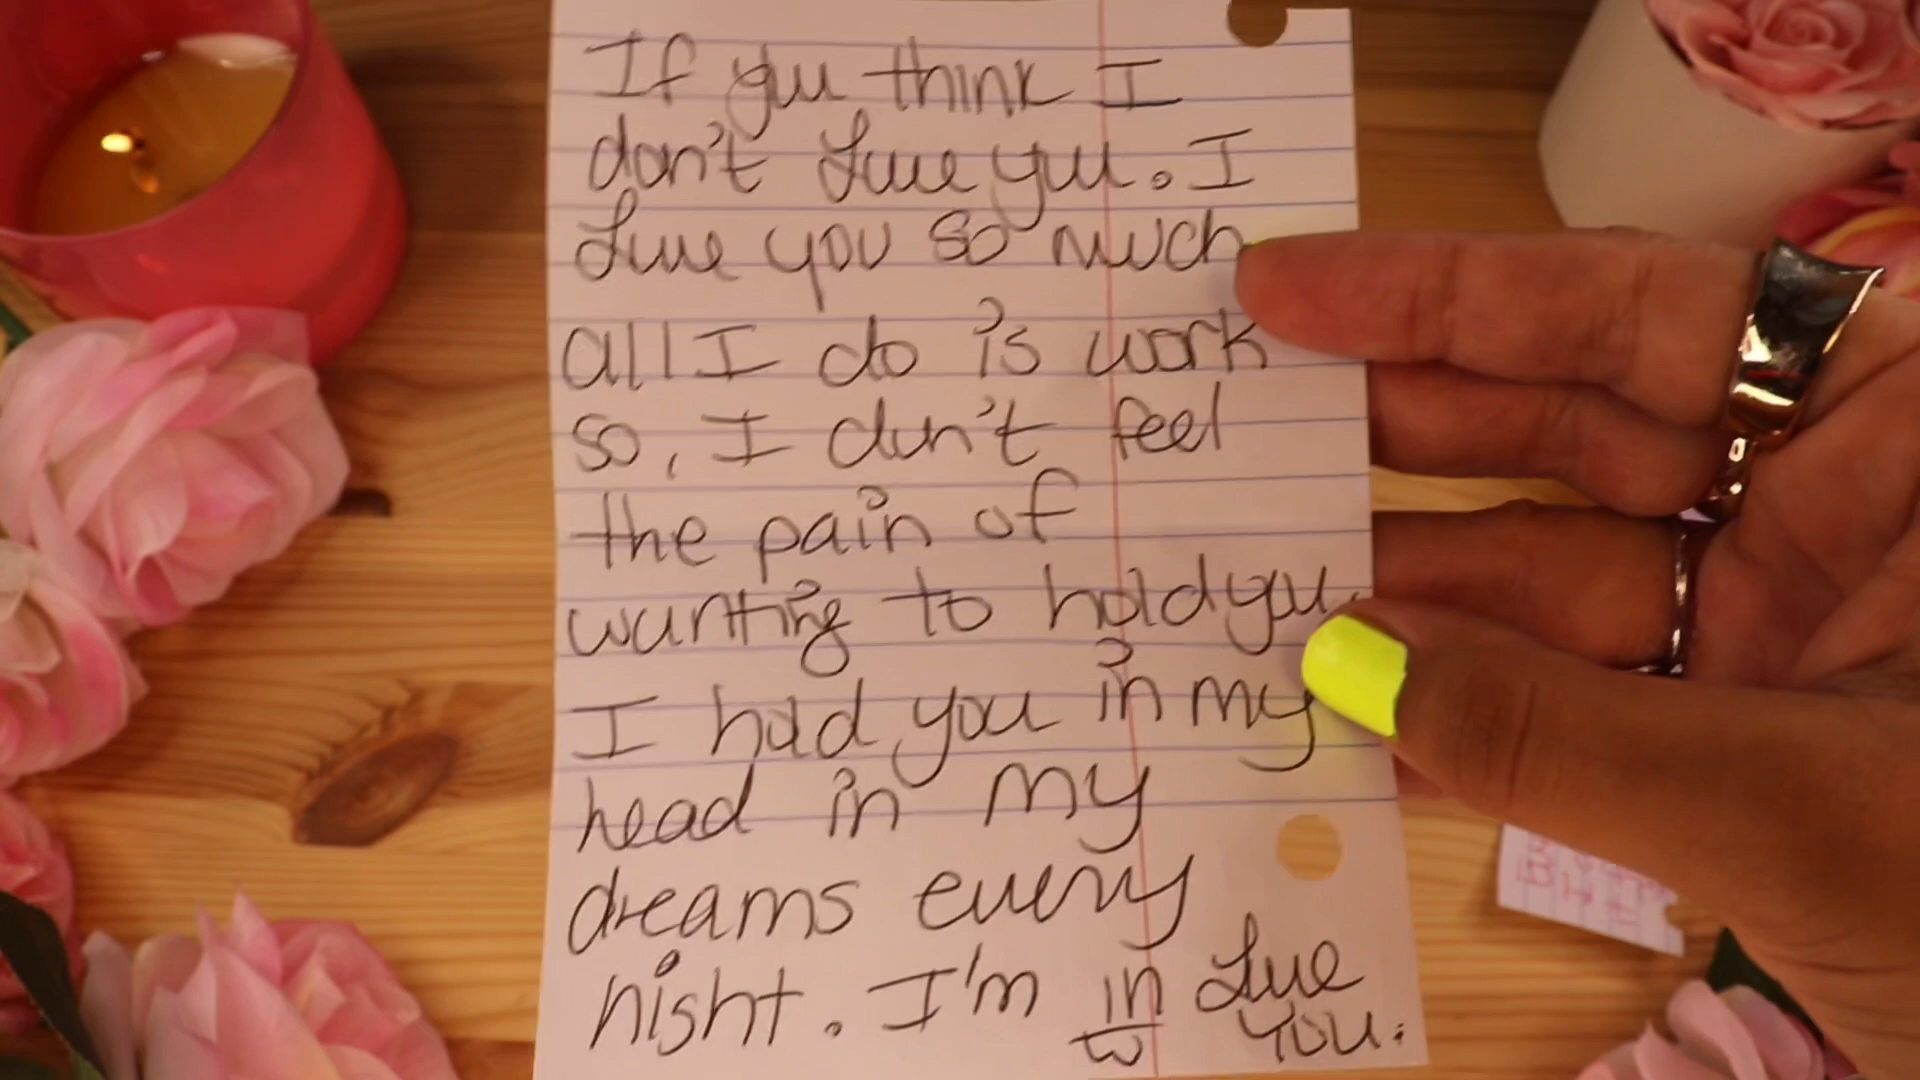 If you think I
don't Love you. I
Love you so much
all I do is work
so, I don't feel
the pain of
wanting to hold you.
I hold you in my
head in my
dreams every
night. I'm in Love
w you.